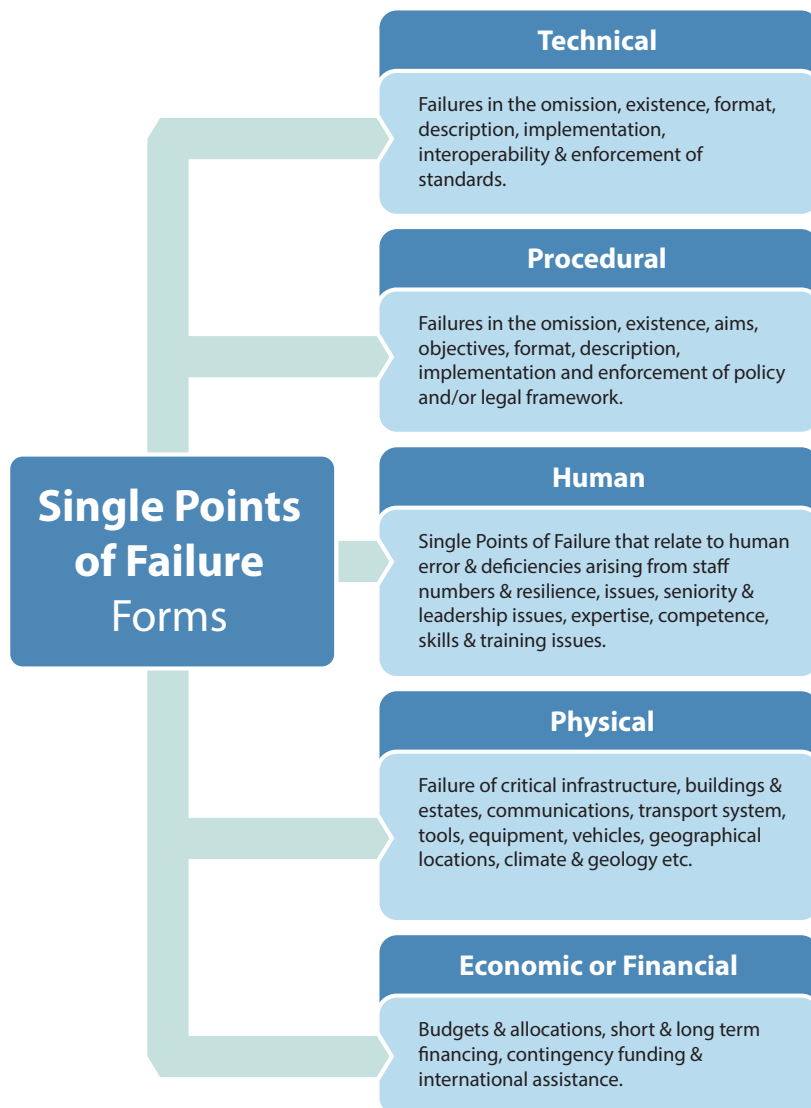 Technical
Failures in the omission, existence, format,
description, implementation,
interoperability & enforcement of
standards.
Procedural
Failures in the omission, existence, aims,
objectives, format, description,
implementation and enforcement of policy
and/or legal framework.
Single Points
of Failure
Forms
Human
Single Points of Failure that relate to human
error & deficiencies arising from staff
numbers & resilience, issues, seniority &
leadership issues, expertise, competence,
skills & training issues.
Physical
Failure of critical infrastructure, buildings &
estates, communications, transport system,
tools, equipment, vehicles, geographical
locations, climate & geology etc.
Economic or Financial
Budgets & allocations, short & long term
financing, contingency funding &
international assistance.